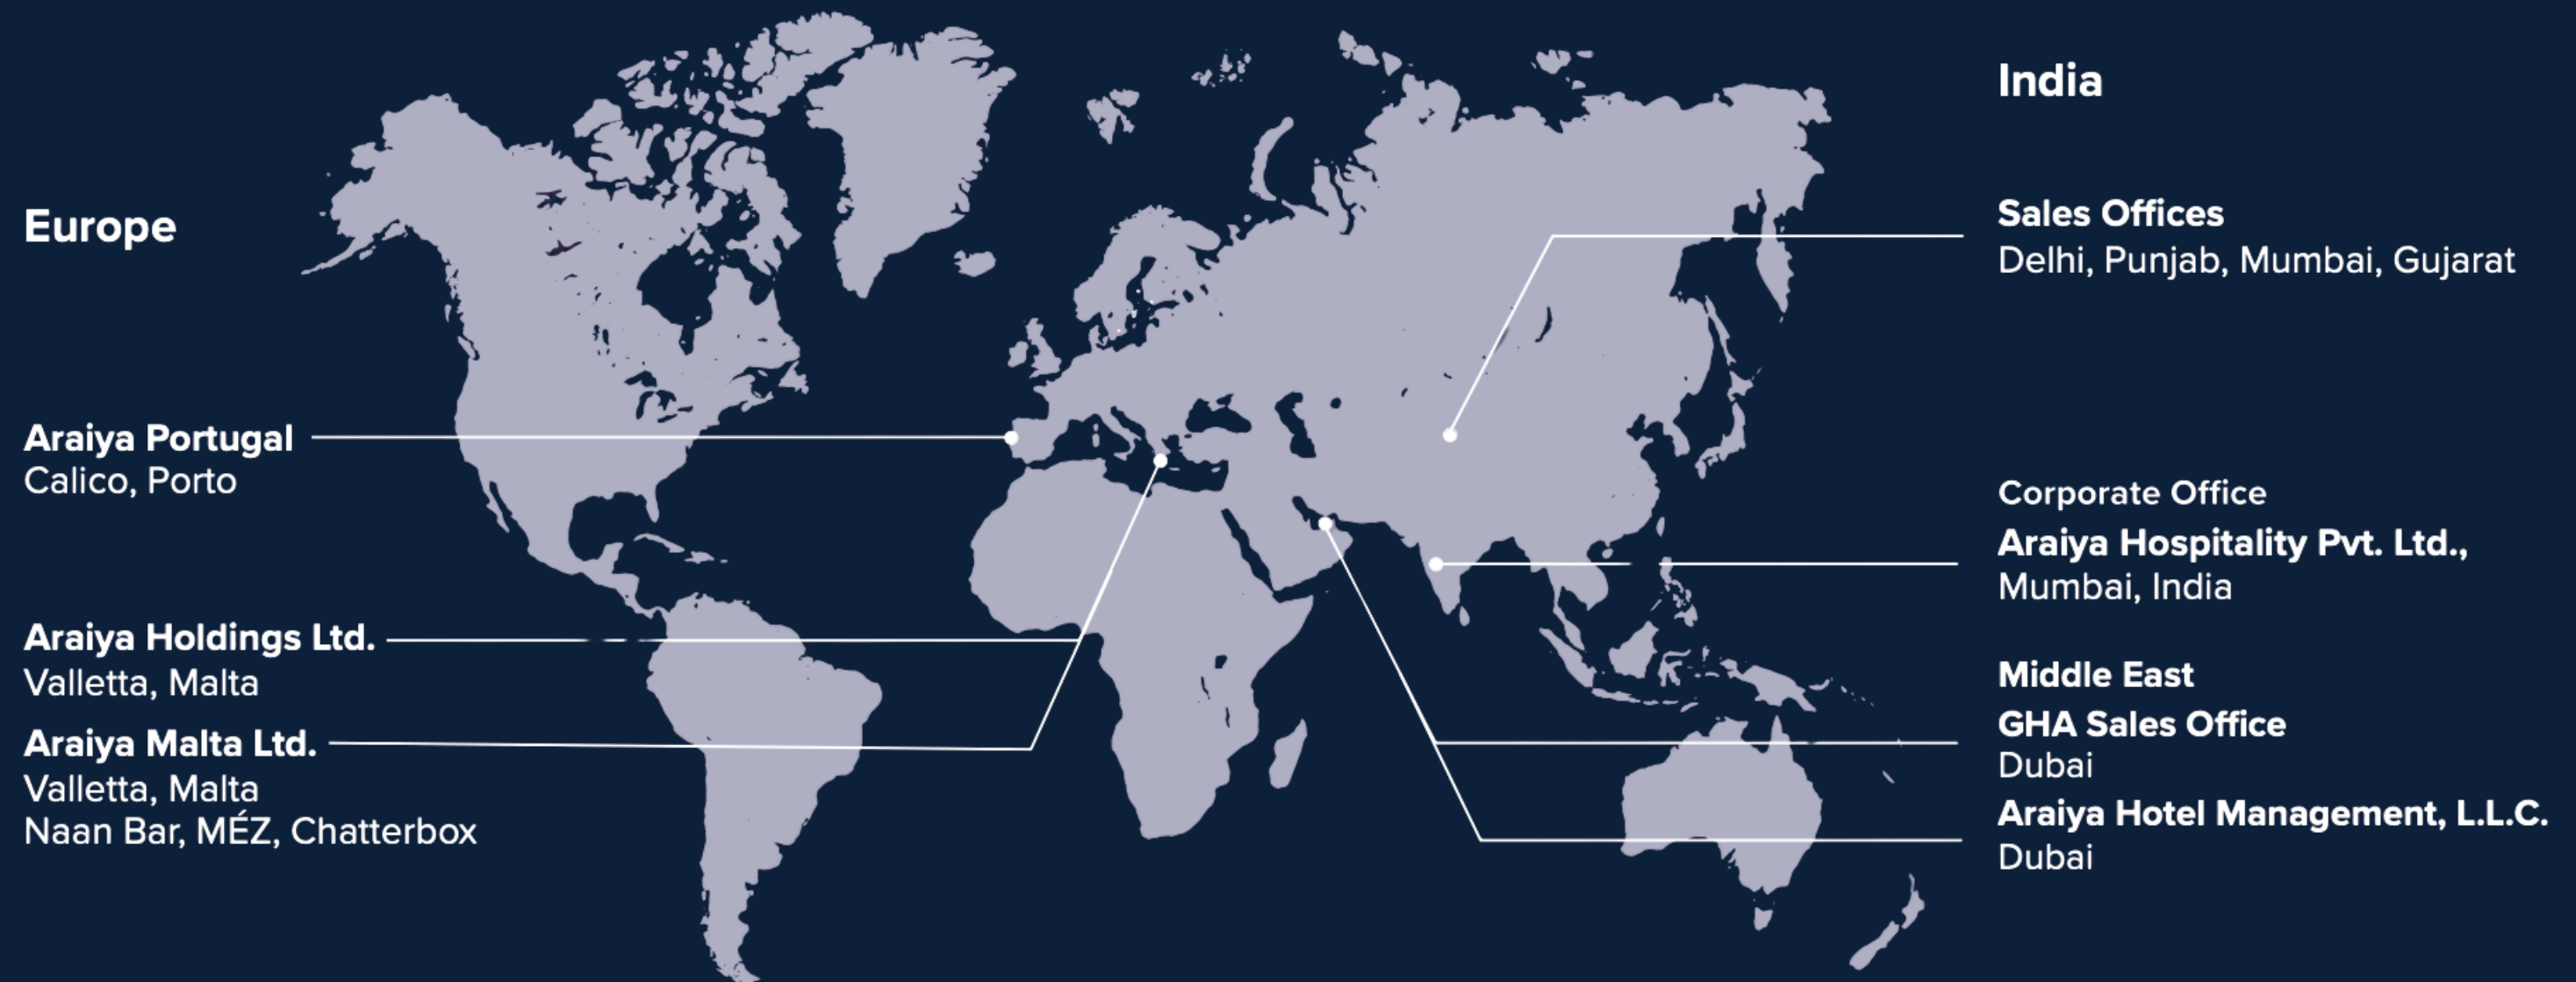 Europe
Araiya Portugal
Calico, Porto
Araiya Holdings Ltd.
Valletta, Malta
Araiya Malta Ltd.
Valletta, Malta
Naan Bar, MÉZ, Chatterbox
India
Sales Offices
Delhi, Punjab, Mumbai, Gujarat
Corporate Office
Araiya Hospitality Pvt. Ltd.,
Mumbai, India
Middle East
GHA Sales Office
Dubai
Araiya Hotel Management, L.L.C.
Dubai